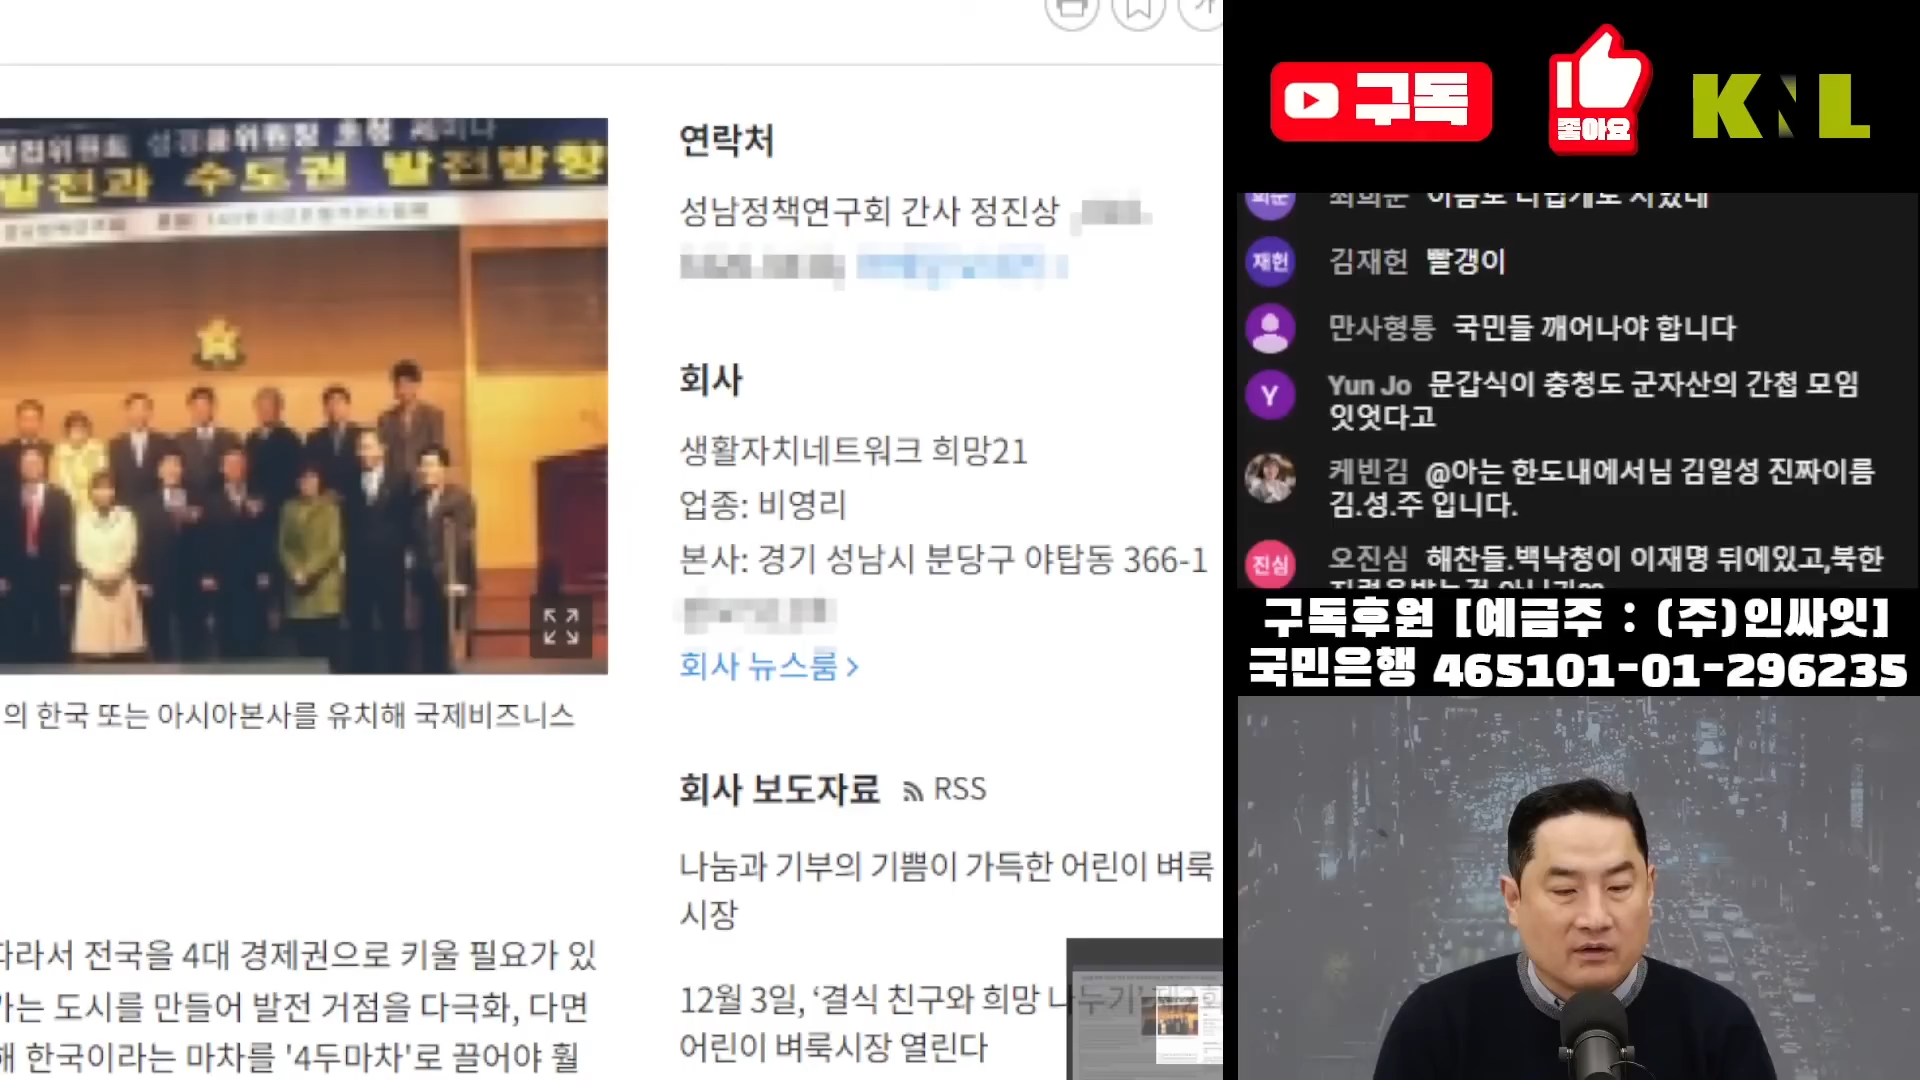 발전과 수도권 발전방향
의 한국 또는 아시아본사를 유치해 국제비즈니스
따라서 전국을 4대 경제권으로 키울 필요가 있
가는 도시를 만들어 발전 거점을 다극화, 다면
해 한국이라는 마차를 '4두마차'로 끌어야 훨
연락처
성남정책연구회 간사 정진상
회사
생활자치네트워크 희망21
업종: 비영리
본사: 경기 성남시 분당구 야탑동 366-1
회사 뉴스룸 >
회사 보도자료 RSS
나눔과 기부의 기쁨이 가득한 어린이 벼룩
시장
12월 3일, ‘결식 친구와 희망 나누기’ 제2회
어린이 벼룩시장 열린다
구독
좋아요
KNL
재헌 김재헌 빨갱이
만사형통 국민들 깨어나야 합니다
Y Yun Jo 문갑식이 충청도 군자산의 간첩 모임
잇엇다고
케빈김 @아는 한도내에서님 김일성 진짜이름
김.성.주 입니다.
진심 오진심 해찬들.백낙청이 이재명 뒤에있고,북한
구독후원 [예금주 : (주)인싸잇]
국민은행 465101-01-296235